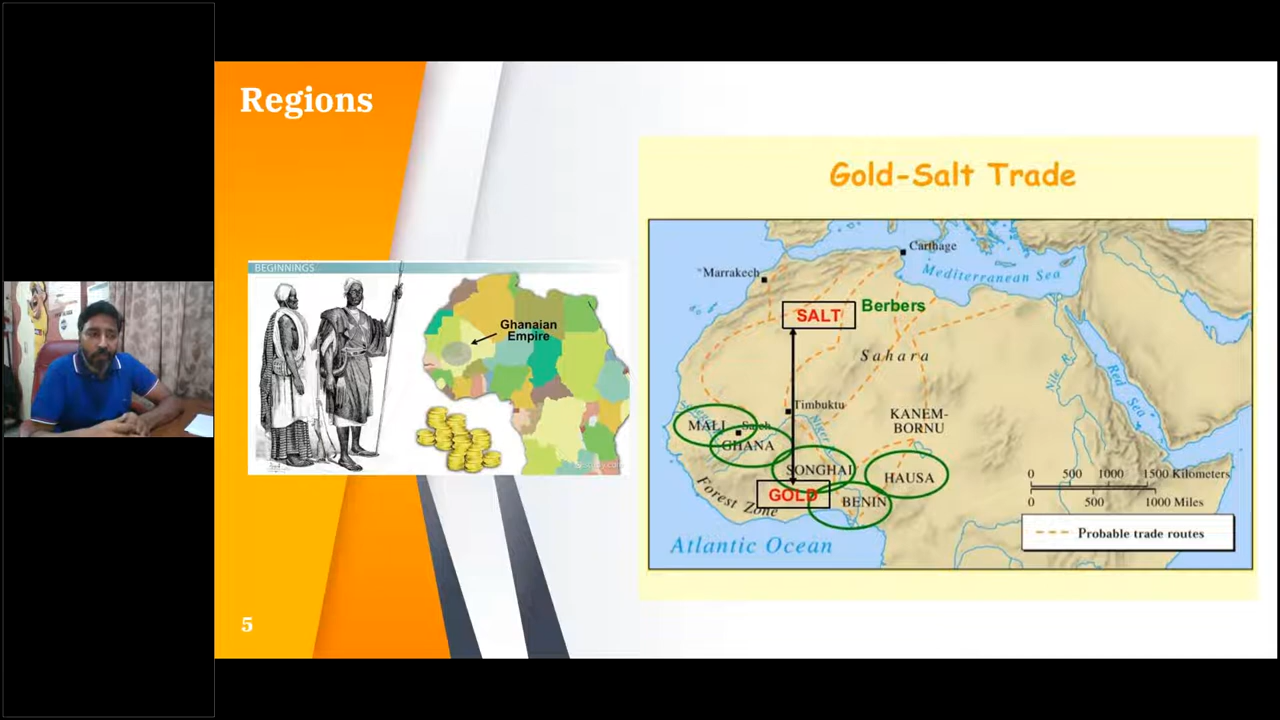 Regions
BEGINNINGS
Ghanaian
Empire
5
Gold-Salt Trade
Carthage
Marrakech
Mediterranean Sea
SALT
Berbers
Sahara
Nile R.
Red Sea
Timbuktu
MALI
GHANA
Niger
KANEM-
BORNU
SONGHAI
HAUSA
GOLD
BENIN
Forest Zone
0 500 1000 1500 Kilometers
0 500 1000 Miles
Probable trade routes
Atlantic Ocean